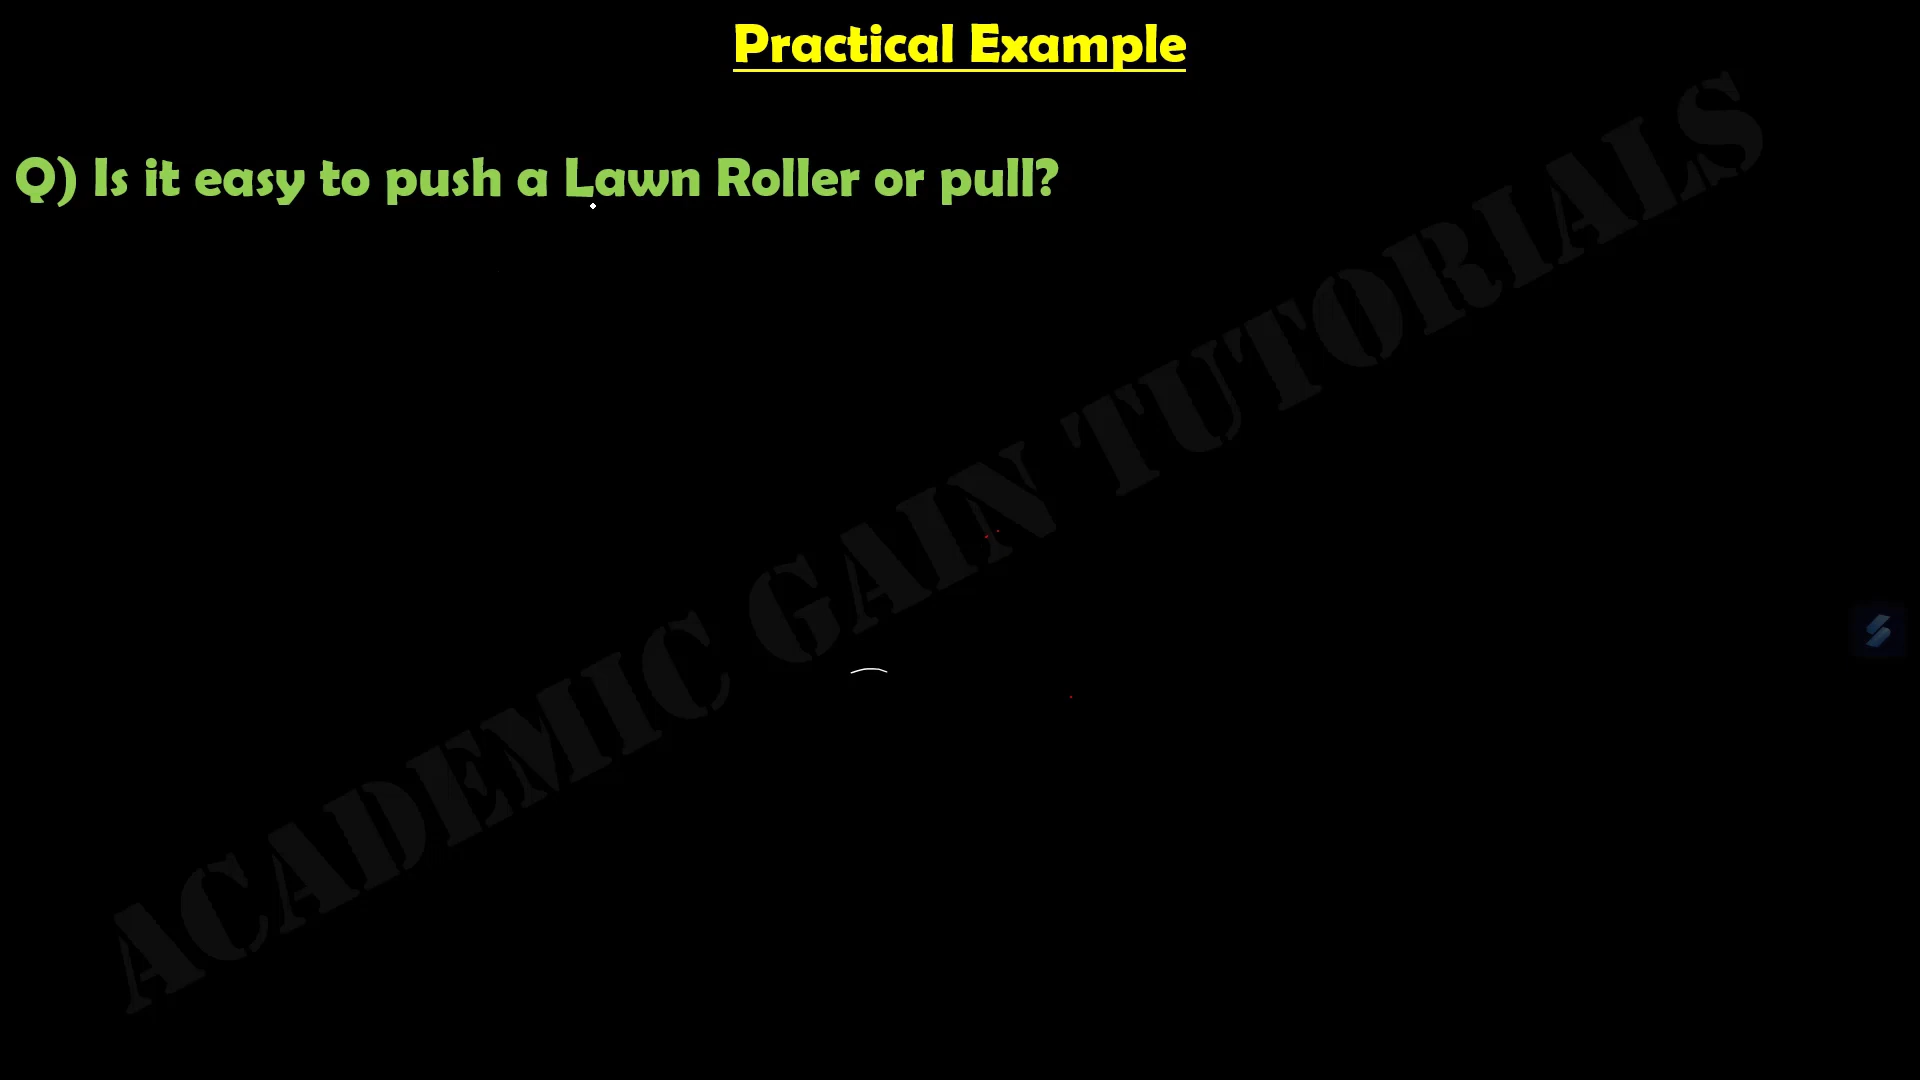 Practical Example
Q) Is it easy to push a Lawn Roller or pull?
ACADEMIC GAIN TUTORIALS